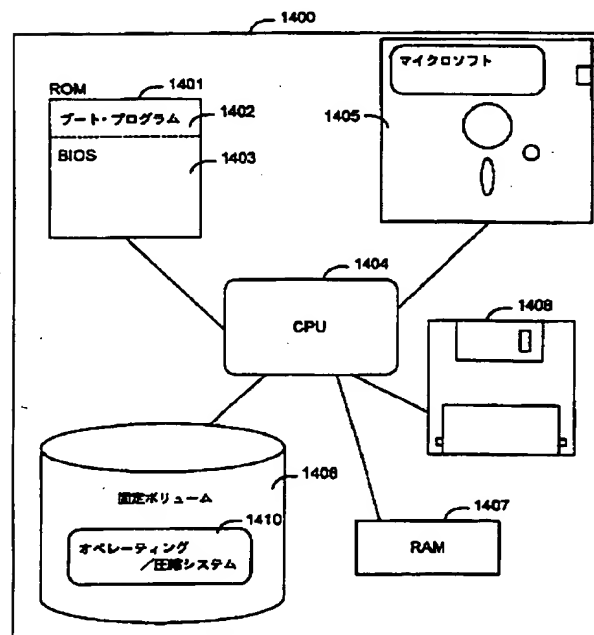 1400
ROM
1401
ブート・プログラム
1402
BIOS
1403
マイクロソフト
1405
1404
CPU
1408
1406
固定ボリューム
1410
オペレーティング
/圧縮システム
1407
RAM